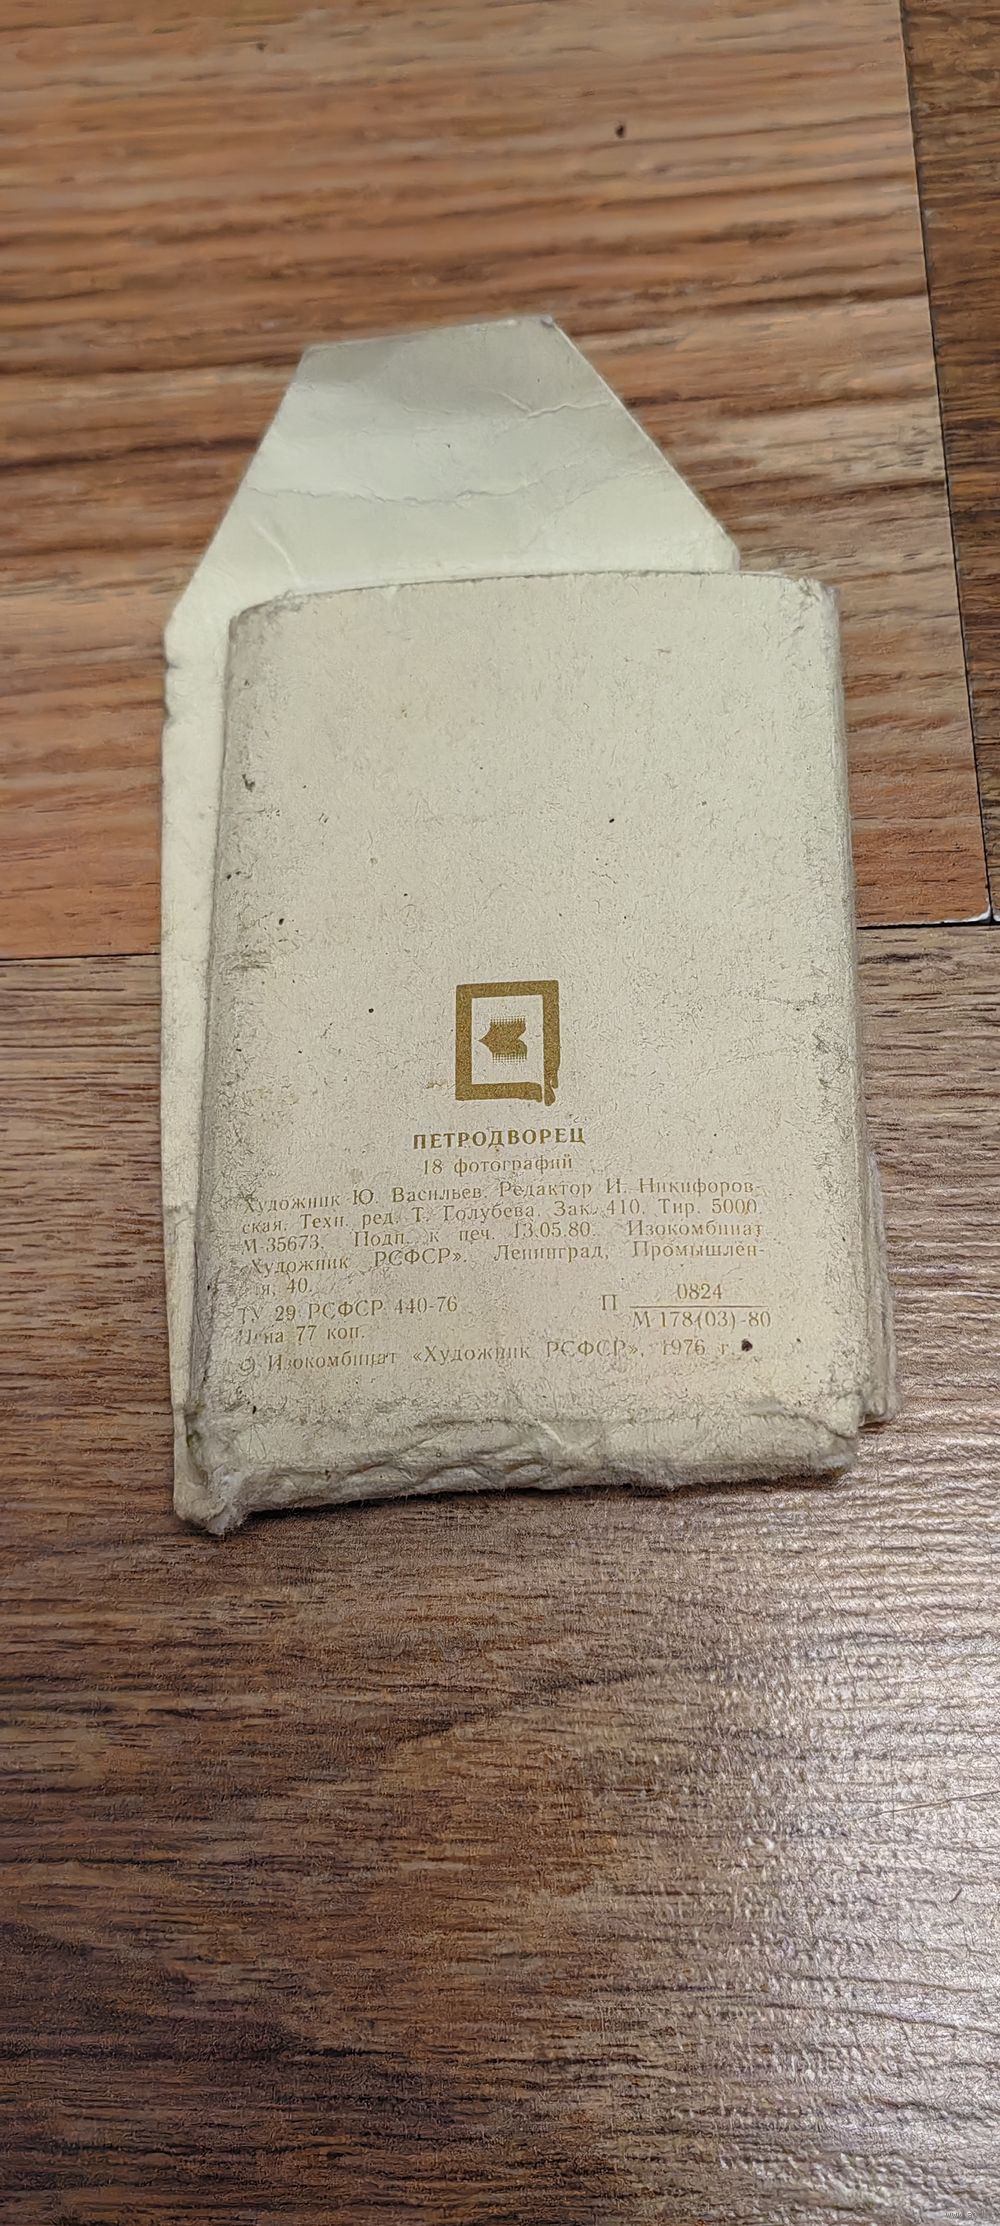 ПЕТРОДВОРЕЦ
18 фотографий
Художник Ю. Васильев. Редактор И. Никифоров-
ская. Техн. ред. Т. Голубева. Зак. 410. Тир. 5000.
М-35673. Подп. к печ. 13.05.80. Изокомбинат
«Художник РСФСР». Ленинград, Промышлен-
ая, 40.
ТУ 29 РСФСР 440-76
Цена 77 коп.
П 0824
М 178(03)-80
© Изокомбинат «Художник РСФСР», 1976 г.